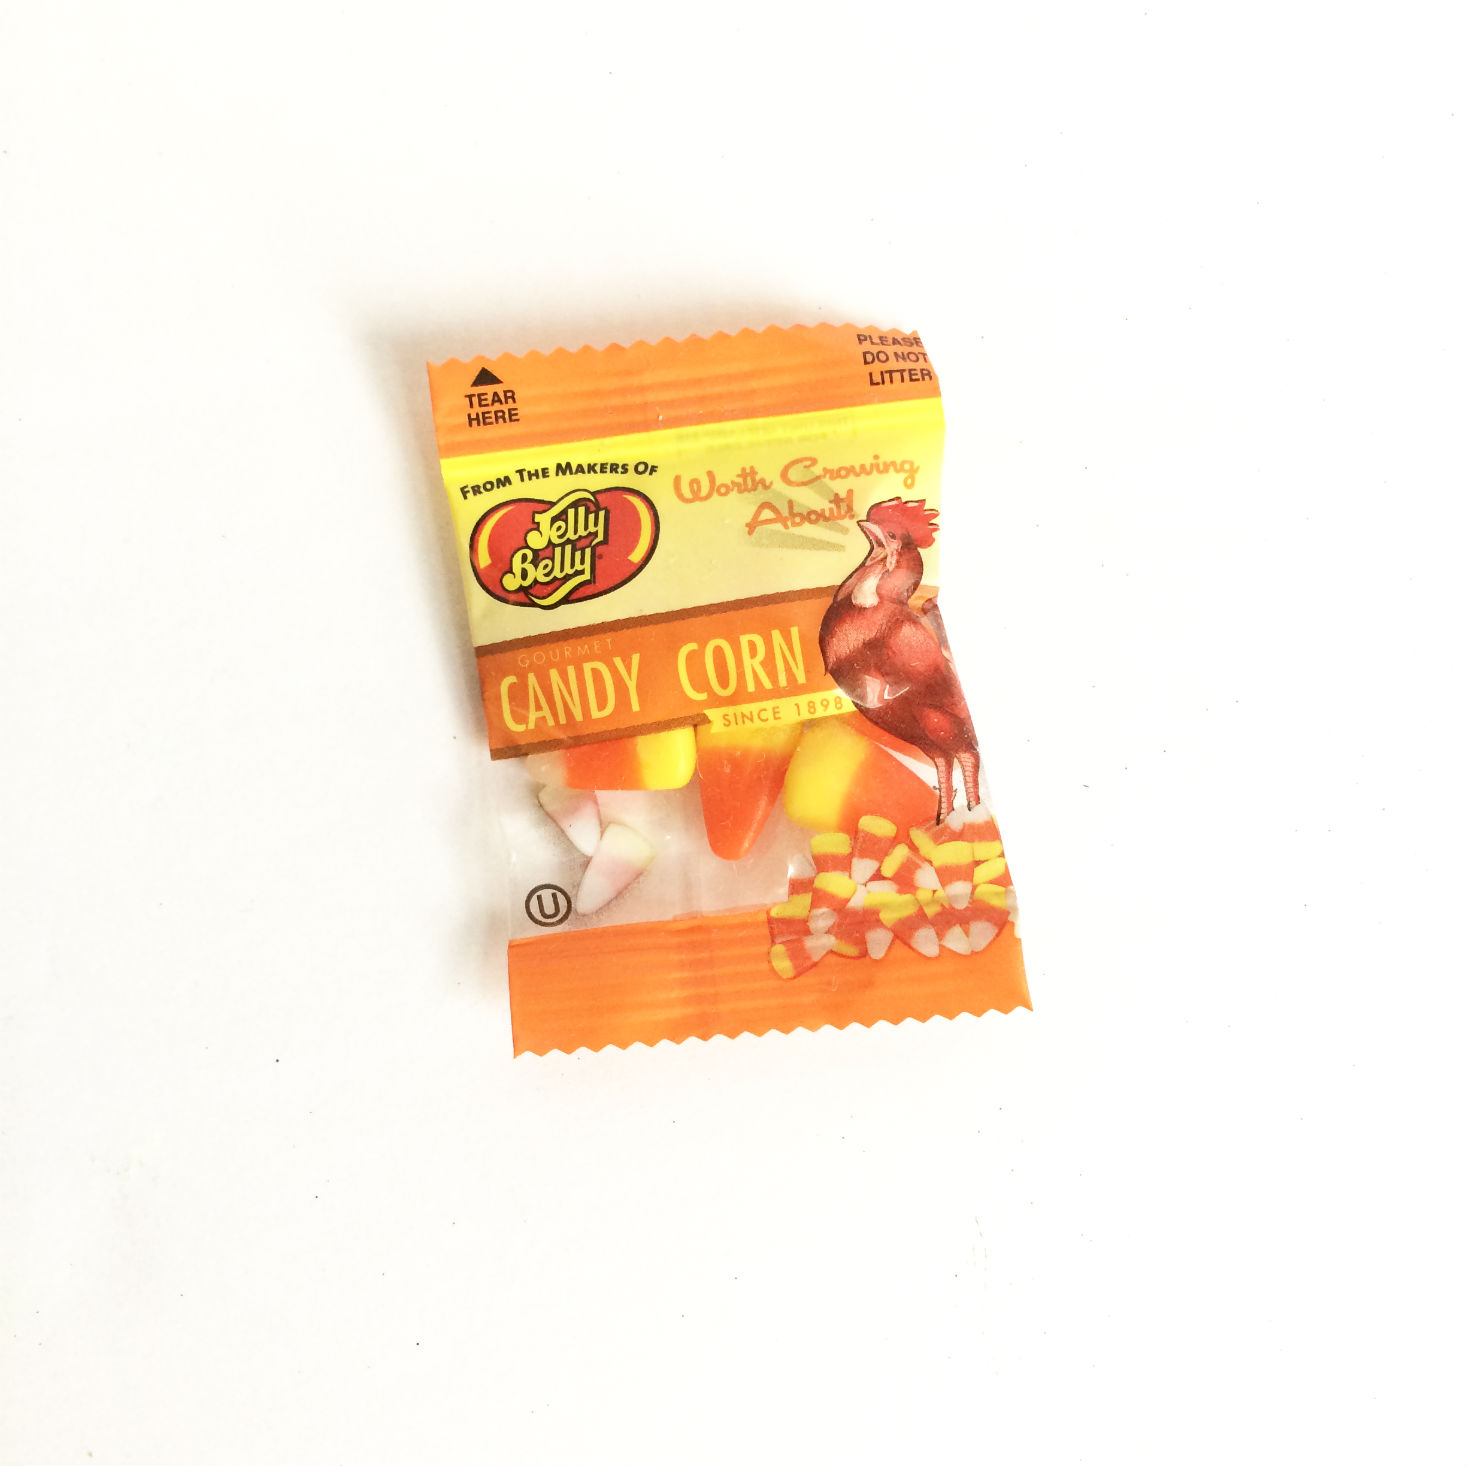 TEAR
HERE
PLEASE
DO NOT
LITTER
FROM THE MAKERS OF
Jelly
Belly
Worth Crowing
About!
GOURMET
CANDY CORN
SINCE 1898
U